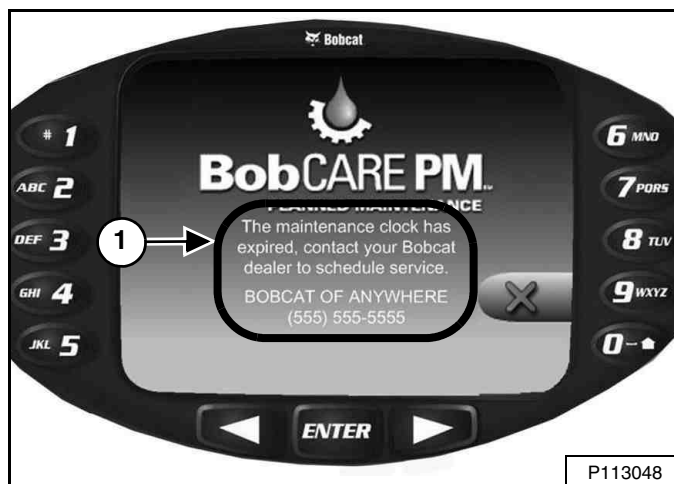 Bobcat
# 1
ABC 2
DEF 3
GHI 4
JKL 5
BobCARE PM™
PLANNED MAINTENANCE
The maintenance clock has
expired, contact your Bobcat
dealer to schedule service.
BOBCAT OF ANYWHERE
(555) 555-5555
1
6 MNO
7 PQRS
8 TUV
9 WXYZ
0
ENTER
P113048